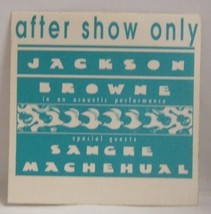 after show only
JACKSON
BROWNE
in an acoustic performance
special guests
SANGRE
MACHEHUAL